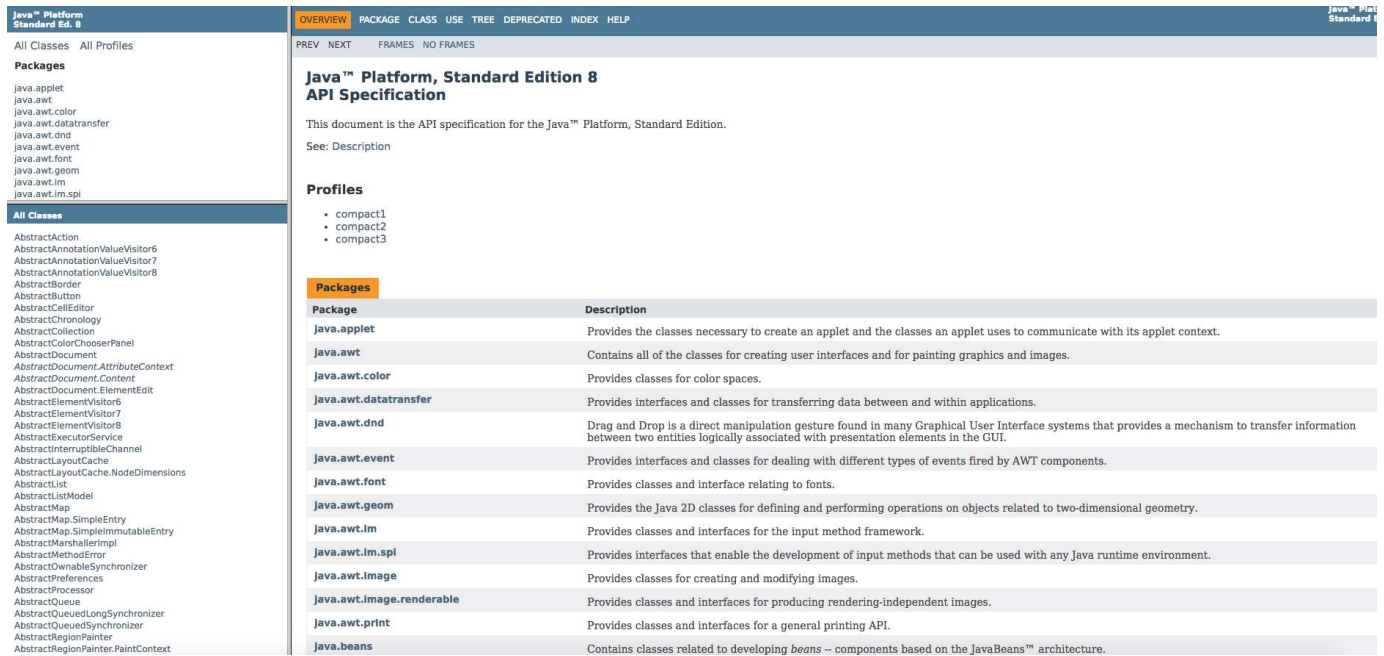 Java™ Platform
Standard Ed. 8
All Classes All Profiles
Packages
java.applet
java.awt
java.awt.color
java.awt.datatransfer
java.awt.dnd
java.awt.event
java.awt.font
java.awt.geom
java.awt.im
java.awt.im.spi
All Classes
AbstractAction
AbstractAnnotationValueVisitor6
AbstractAnnotationValueVisitor7
AbstractAnnotationValueVisitor8
AbstractBorder
AbstractButton
AbstractCellEditor
AbstractChronology
AbstractCollection
AbstractColorChooserPanel
AbstractDocument
AbstractDocument.AttributeContext
AbstractDocument.Content
AbstractDocument.ElementEdit
AbstractElementVisitor6
AbstractElementVisitor7
AbstractElementVisitor8
AbstractExecutorService
AbstractInterruptibleChannel
AbstractLayoutCache
AbstractLayoutCache.NodeDimensions
AbstractList
AbstractListModel
AbstractMap
AbstractMap.SimpleEntry
AbstractMap.SimpleImmutableEntry
AbstractMarshallerImpl
AbstractMethodError
AbstractOwnableSynchronizer
AbstractPreferences
AbstractProcessor
AbstractQueue
AbstractQueuedLongSynchronizer
AbstractQueuedSynchronizer
AbstractRegionPainter
AbstractRegionPainter.PaintContext
OVERVIEW PACKAGE CLASS USE TREE DEPRECATED INDEX HELP
Java™ Plat
Standard E
PREV NEXT FRAMES NO FRAMES
Java™ Platform, Standard Edition 8
API Specification
This document is the API specification for the Java™ Platform, Standard Edition.
See: Description
Profiles
• compact1
• compact2
• compact3
Packages
Package Description
java.applet Provides the classes necessary to create an applet and the classes an applet uses to communicate with its applet context.
java.awt Contains all of the classes for creating user interfaces and for painting graphics and images.
java.awt.color Provides classes for color spaces.
java.awt.datatransfer Provides interfaces and classes for transferring data between and within applications.
java.awt.dnd Drag and Drop is a direct manipulation gesture found in many Graphical User Interface systems that provides a mechanism to transfer information
between two entities logically associated with presentation elements in the GUI.
java.awt.event Provides interfaces and classes for dealing with different types of events fired by AWT components.
java.awt.font Provides classes and interface relating to fonts.
java.awt.geom Provides the Java 2D classes for defining and performing operations on objects related to two-dimensional geometry.
java.awt.im Provides classes and interfaces for the input method framework.
java.awt.im.spi Provides interfaces that enable the development of input methods that can be used with any Java runtime environment.
java.awt.image Provides classes for creating and modifying images.
java.awt.image.renderable Provides classes and interfaces for producing rendering-independent images.
java.awt.print Provides classes and interfaces for a general printing API.
java.beans Contains classes related to developing beans -- components based on the JavaBeans™ architecture.